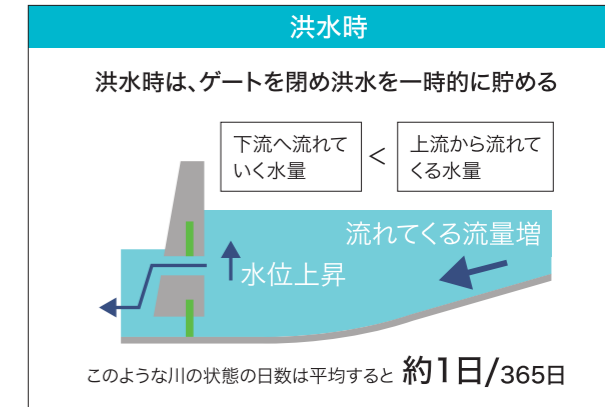 洪水時
洪水時は、ゲートを閉め洪水を一時的に貯める
下流へ流れて
いく水量
<
上流から流れて
くる水量
流れてくる流量増
水位上昇
このような川の状態の日数は平均すると 約1日/365日